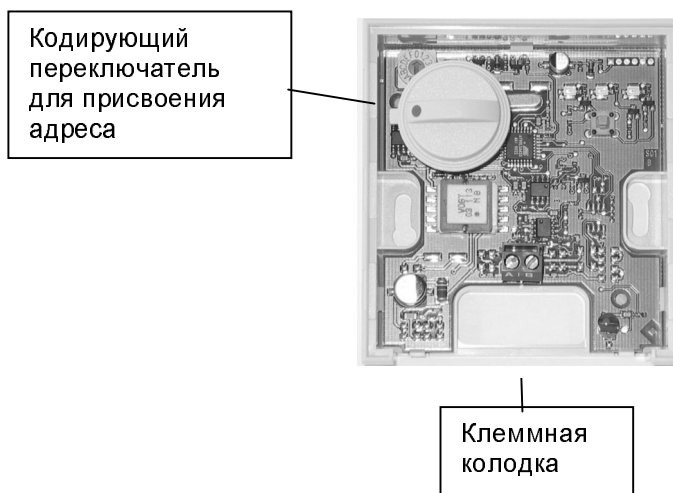 Кодирующий
переключатель
для присвоения
адреса
A B
Клеммная
колодка